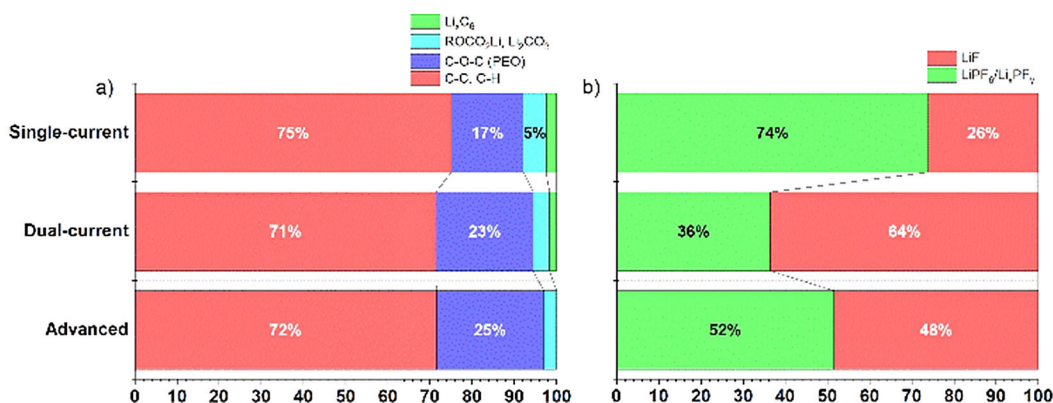 LiₓC₆
ROCO₂Li, Li₂CO₃
C-O-C (PEO)
C-C, C-H
a)
Single-current
75%
17%
5%
Dual-current
71%
23%
Advanced
72%
25%
0 10 20 30 40 50 60 70 80 90 100
LiF
LiPF₆/LiₓPFᵧ
b)
74%
26%
36%
64%
52%
48%
0 10 20 30 40 50 60 70 80 90 100